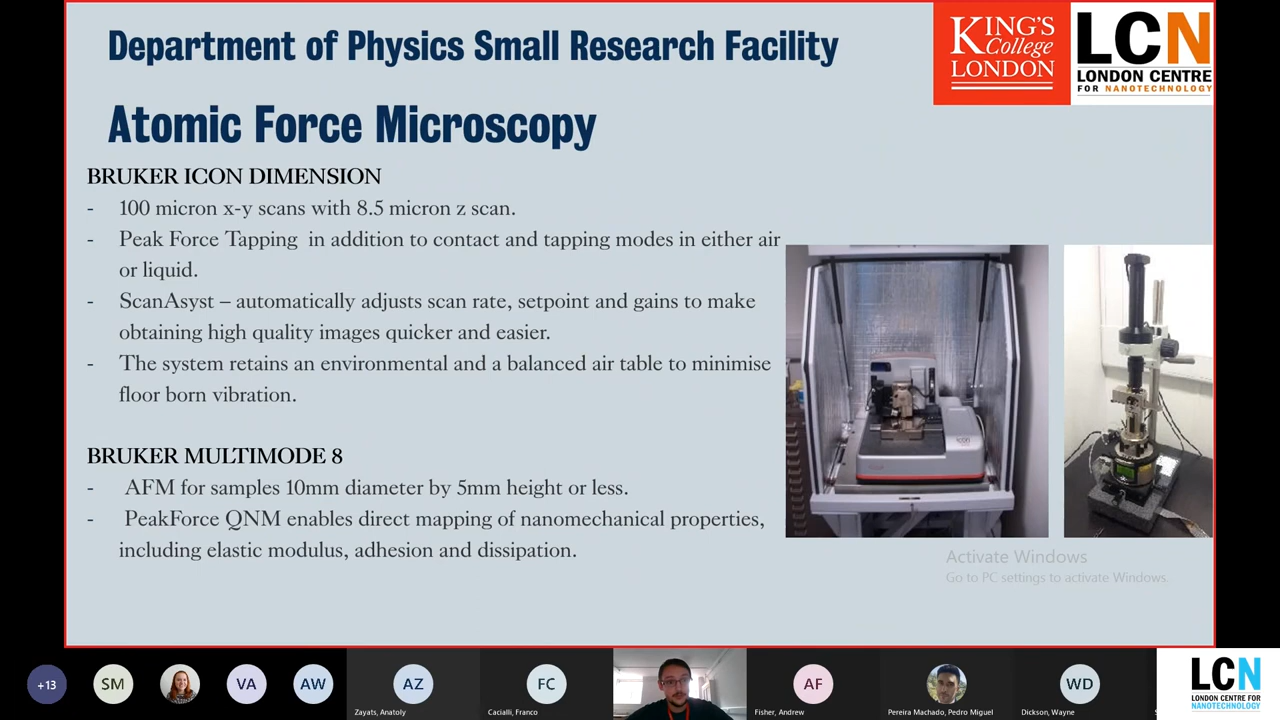 Department of Physics Small Research Facility
KING'S
College
LONDON
LCN
LONDON CENTRE
FOR NANOTECHNOLOGY
Atomic Force Microscopy
BRUKER ICON DIMENSION
- 100 micron x-y scans with 8.5 micron z scan.
- Peak Force Tapping in addition to contact and tapping modes in either air
or liquid.
- ScanAsyst – automatically adjusts scan rate, setpoint and gains to make
obtaining high quality images quicker and easier.
- The system retains an environmental and a balanced air table to minimise
floor born vibration.
BRUKER MULTIMODE 8
- AFM for samples 10mm diameter by 5mm height or less.
- PeakForce QNM enables direct mapping of nanomechanical properties,
including elastic modulus, adhesion and dissipation.
Activate Windows
Go to PC settings to activate Windows.
+13
SM
VA
AW
AZ
Zayats, Anatoly
FC
Cacialli, Franco
AF
Fisher, Andrew
Pereira Machado, Pedro Miguel
WD
Dickson, Wayne
LCN
LONDON CENTRE FOR
NANOTECHNOLOGY